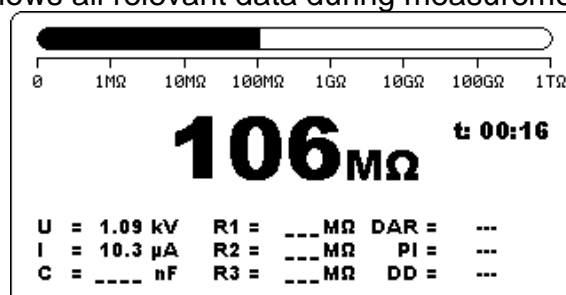 ows all relevant data during measureme
0 1MΩ 10MΩ 100MΩ 1GΩ 10GΩ 100GΩ 1TΩ
106MΩ t: 00:16
U = 1.09 kV R1 = ___MΩ DAR = ---
I = 10.3 µA R2 = ___MΩ PI = ---
C = ____ nF R3 = ___MΩ DD = ---